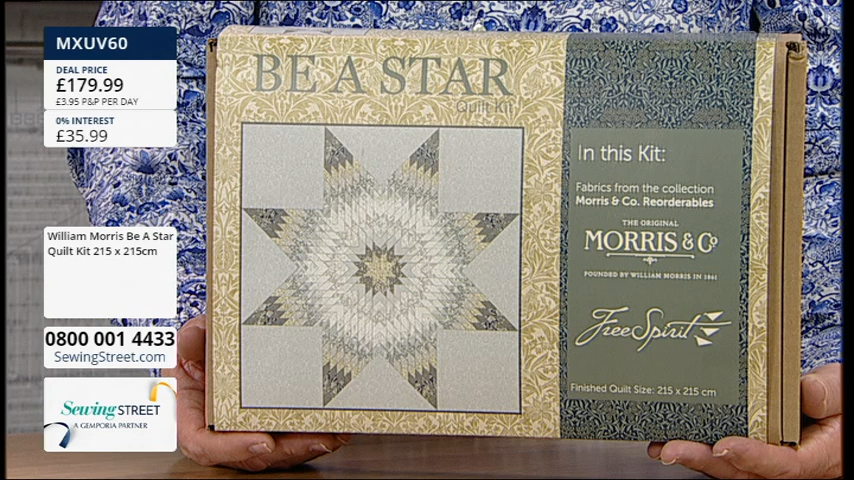 MXUV60
DEAL PRICE
£179.99
£3.95 P&P PER DAY
0% INTEREST
£35.99
William Morris Be A Star
Quilt Kit 215 x 215cm
0800 001 4433
SewingStreet.com
Sewing STREET
A GEMPORIA PARTNER
BE A STAR
Quilt Kit
In this Kit:
Fabrics from the collection
Morris & Co. Reorderables
THE ORIGINAL
MORRIS & Co
FOUNDED BY WILLIAM MORRIS IN 1861
FreeSpirit
Finished Quilt Size: 215 x 215 cm